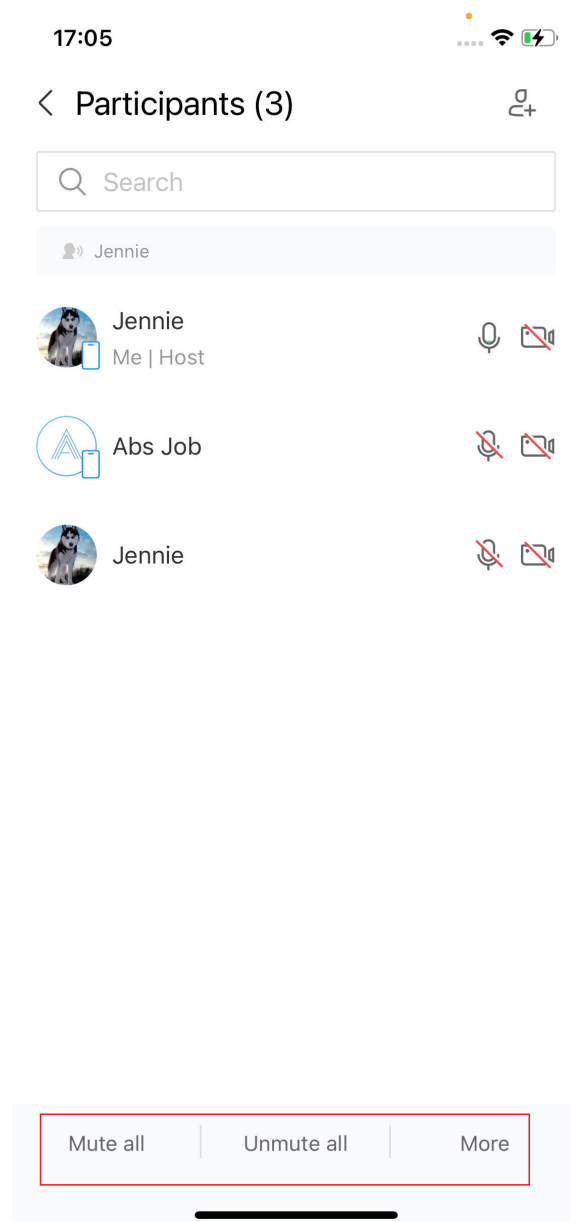 17:05
Participants (3)
Search
Jennie
Jennie
Me | Host
Abs Job
Jennie
Mute all Unmute all More